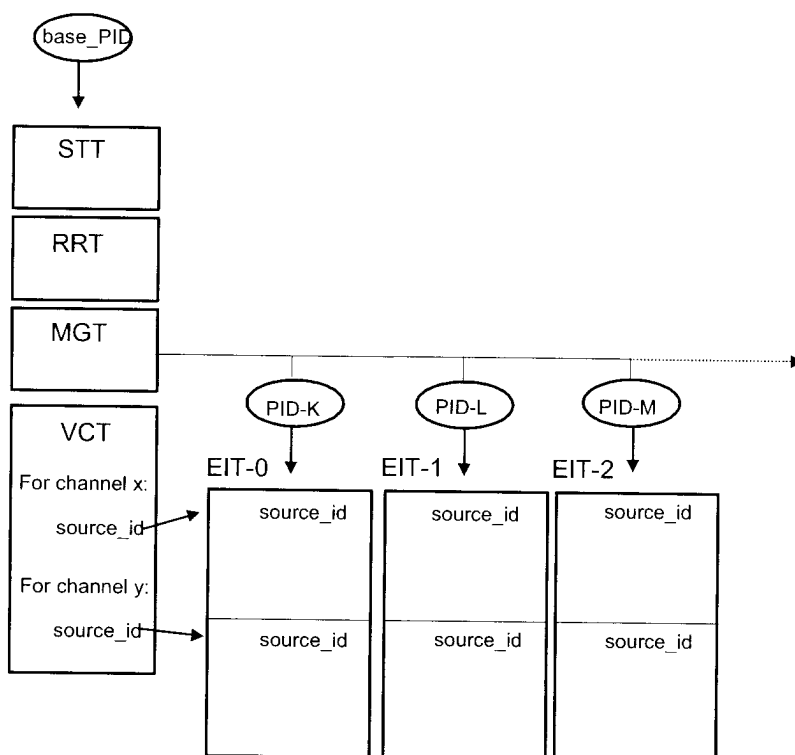 base_PID
STT
RRT
MGT
PID-K
PID-L
PID-M
VCT
EIT-0
EIT-1
EIT-2
For channel x:
source_id
source_id
source_id
source_id
For channel y:
source_id
source_id
source_id
source_id